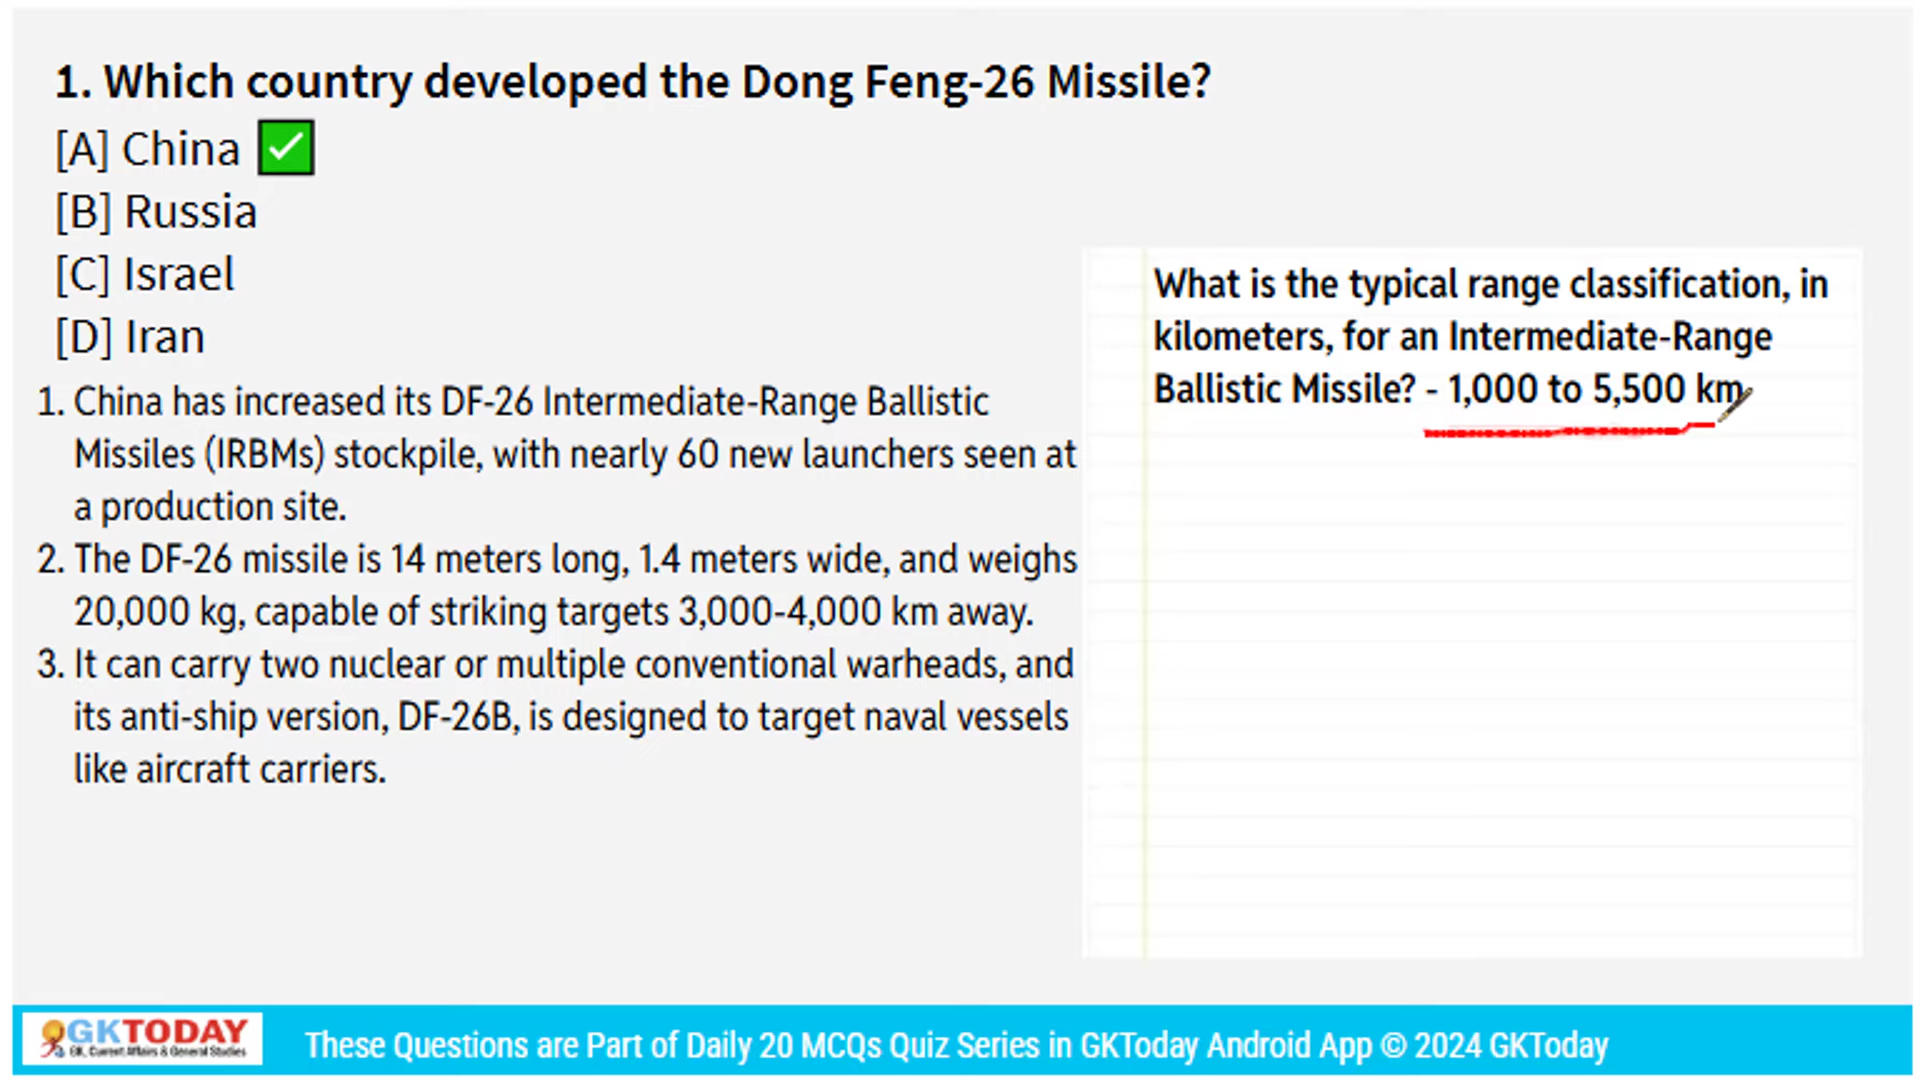 1. Which country developed the Dong Feng-26 Missile?
[A] China
[B] Russia
[C] Israel
[D] Iran
1. China has increased its DF-26 Intermediate-Range Ballistic
Missiles (IRBMs) stockpile, with nearly 60 new launchers seen at
a production site.
2. The DF-26 missile is 14 meters long, 1.4 meters wide, and weighs
20,000 kg, capable of striking targets 3,000-4,000 km away.
3. It can carry two nuclear or multiple conventional warheads, and
its anti-ship version, DF-26B, is designed to target naval vessels
like aircraft carriers.
What is the typical range classification, in
kilometers, for an Intermediate-Range
Ballistic Missile? - 1,000 to 5,500 km
GKTODAY
GK, Current Affairs & General Studies
These Questions are Part of Daily 20 MCQs Quiz Series in GKToday Android App © 2024 GKToday